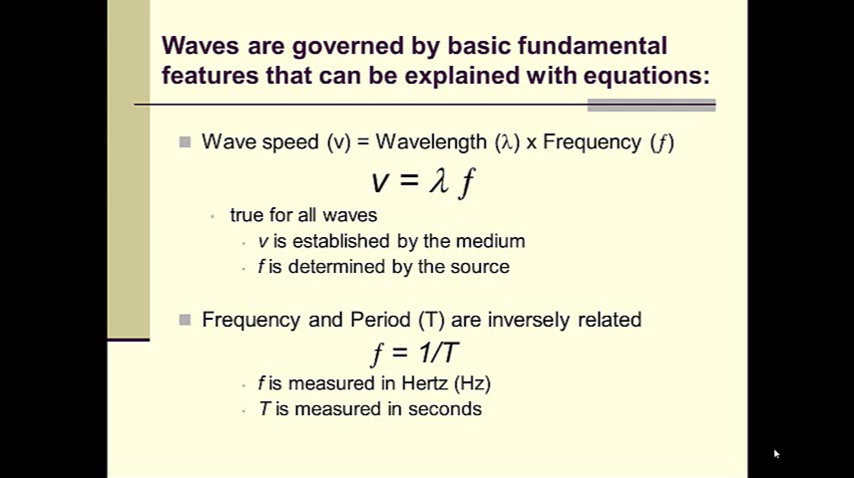 Waves are governed by basic fundamental
features that can be explained with equations:
Wave speed (v) = Wavelength (λ) x Frequency (f)
v = λ f
true for all waves
v is established by the medium
f is determined by the source
Frequency and Period (T) are inversely related
f = 1/T
f is measured in Hertz (Hz)
T is measured in seconds